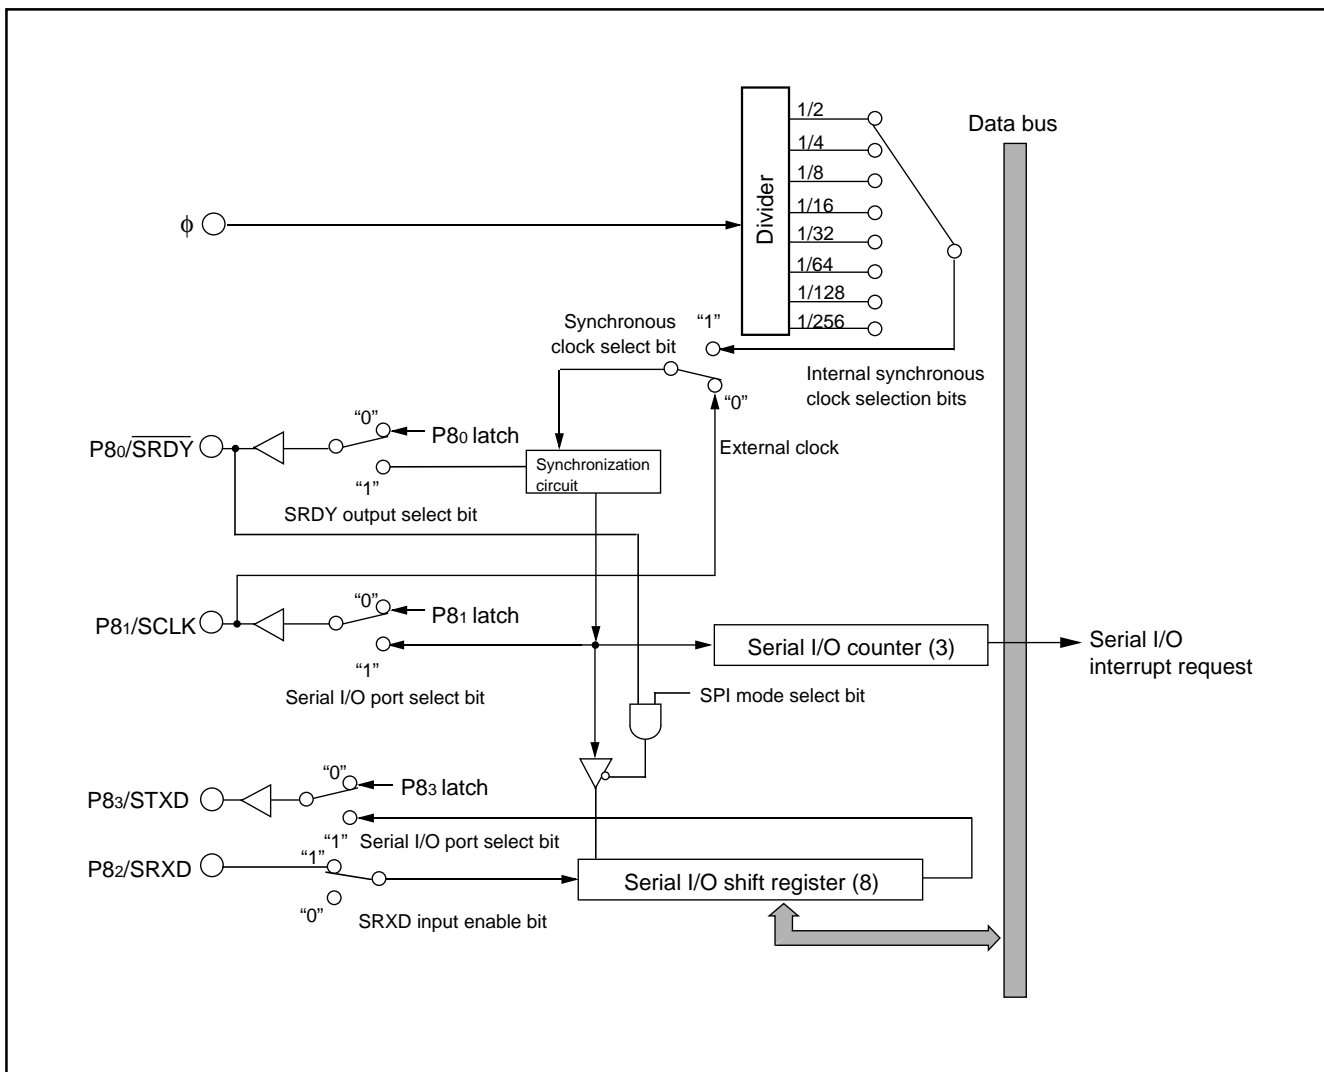 1/2
Data bus
1/4
1/8
Divider
1/16
ϕ
1/32
1/64
1/128
1/256
Synchronous
clock select bit
“1”
Internal synchronous
clock selection bits
“0”
“0”
P80 latch
P80/SRDY
External clock
Synchronization
circuit
“1”
SRDY output select bit
“0”
P81 latch
P81/SCLK
Serial I/O counter (3)
Serial I/O
interrupt request
“1”
Serial I/O port select bit
SPI mode select bit
“0”
P83 latch
P83/STXD
“1”
Serial I/O port select bit
“1”
P82/SRXD
Serial I/O shift register (8)
“0”
SRXD input enable bit